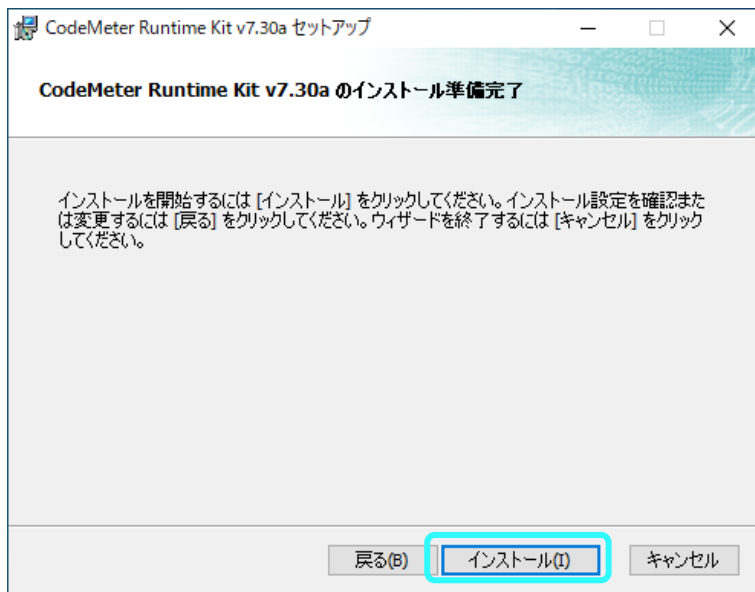 CodeMeter Runtime Kit v7.30a セットアップ
CodeMeter Runtime Kit v7.30a のインストール準備完了
インストールを開始するには [インストール] をクリックしてください。インストール設定を確認また
は変更するには [戻る] をクリックしてください。ウィザードを終了するには [キャンセル] をクリック
してください。
戻る(B)
インストール(I)
キャンセル